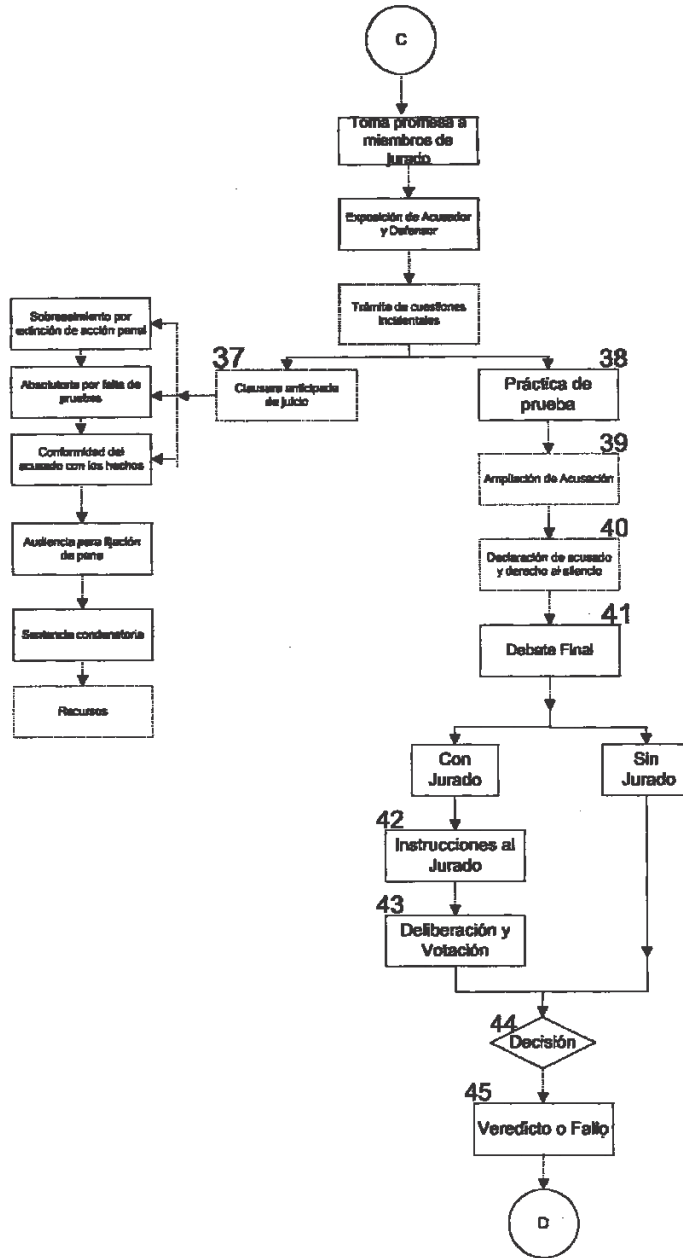 C
Toma promesa a
miembros de
jurado
Exposición de Acusador
y Defensor
Trámite de cuestiones
incidentales
37
Clausura anticipada
de juicio
Sobreseimiento por
extinción de acción penal
Absolutoria por falta de
pruebas
Conformidad del
acusado con los hechos
Audiencia para fijación
de pena
Sentencia condenatoria
Recursos
38
Práctica de
prueba
39
Ampliación de Acusación
40
Declaración de acusado
y derecho al silencio
41
Debate Final
Con
Jurado
Sin
Jurado
42
Instrucciones al
Jurado
43
Deliberación y
Votación
44
Decisión
45
Veredicto o Fallo
D